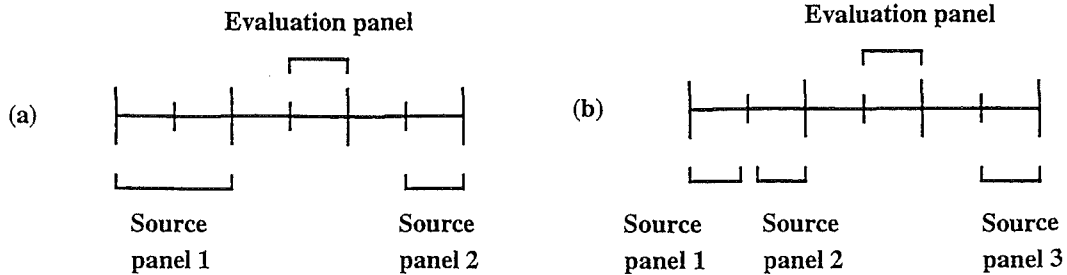 Evaluation panel
(a)
Source
panel 1
Source
panel 2
Evaluation panel
(b)
Source
panel 1
Source
panel 2
Source
panel 3